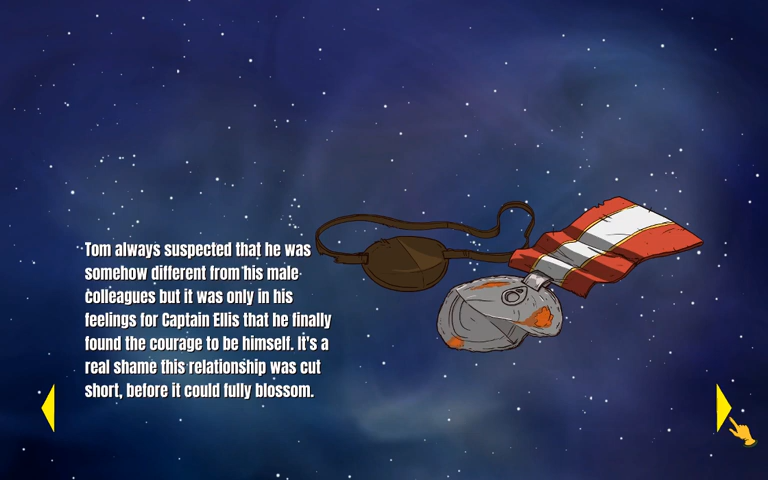 Tom always suspected that he was
somehow different from his male
colleagues but it was only in his
feelings for Captain Ellis that he finally
found the courage to be himself. It's a
real shame this relationship was cut
short, before it could fully blossom.